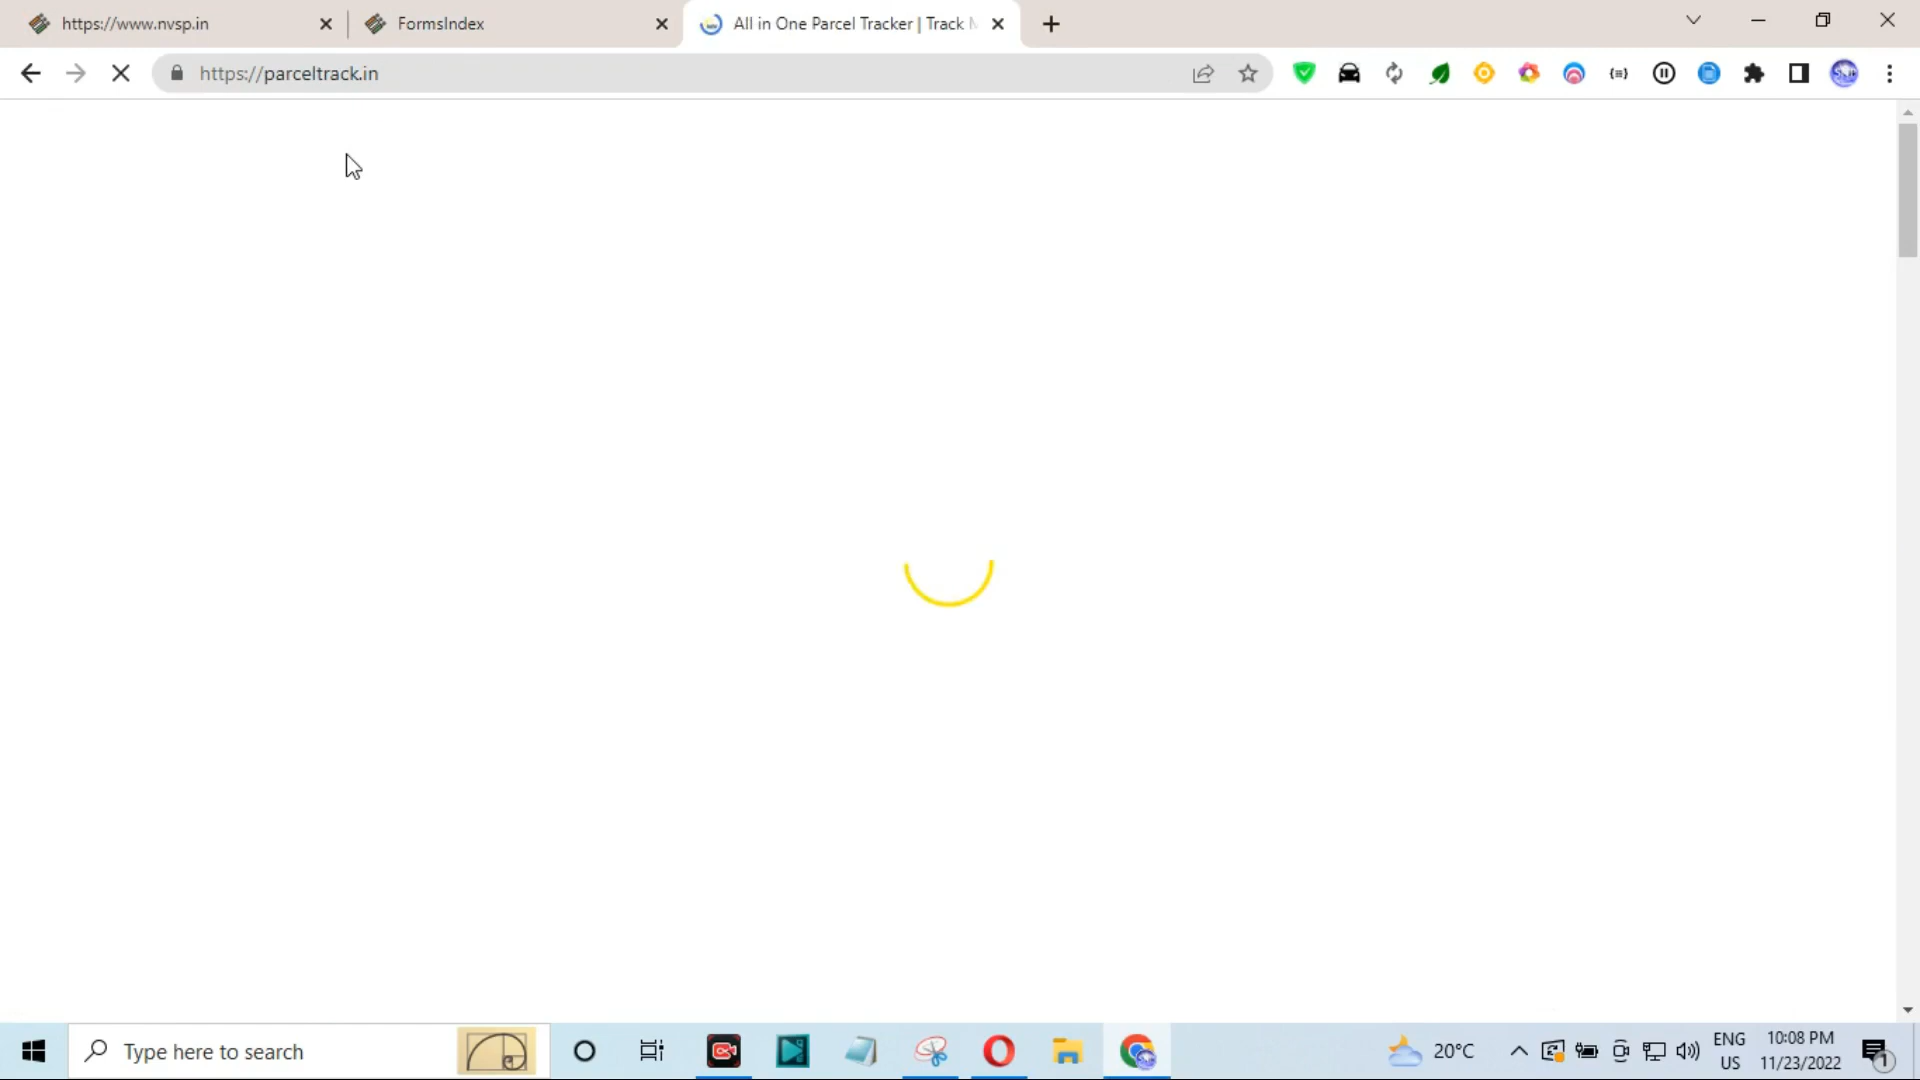 https://www.nvsp.in
FormsIndex
All in One Parcel Tracker | Track
https://parceltrack.in
Type here to search
20°C
ENG
US
10:08 PM
11/23/2022
1